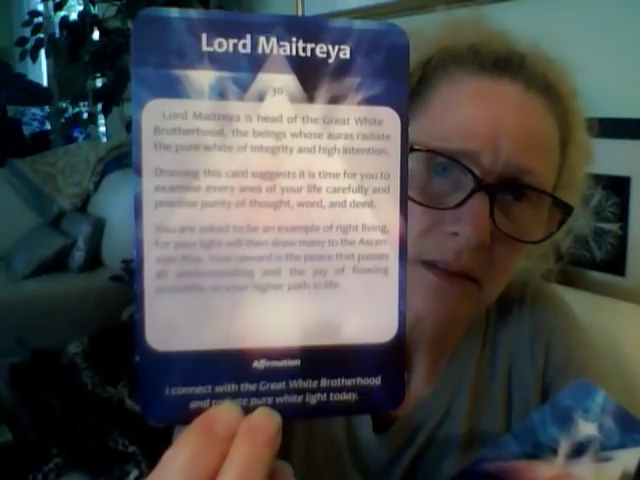 Lord Maitreya
30
Lord Maitreya is head of the Great White
Brotherhood, the beings whose auras radiate
the pure white of integrity and high intention.
Drawing this card suggests it is time for you to
examine every area of your life carefully and
practise purity of thought, word, and deed.
You are asked to be an example of right living,
for your light will then draw many to the Ascen-
sion Way. Your reward is the peace that passes
all understanding and the joy of flowing
on your higher path in life.
Affirmation
I connect with the Great White Brotherhood
and radiate pure white light today.